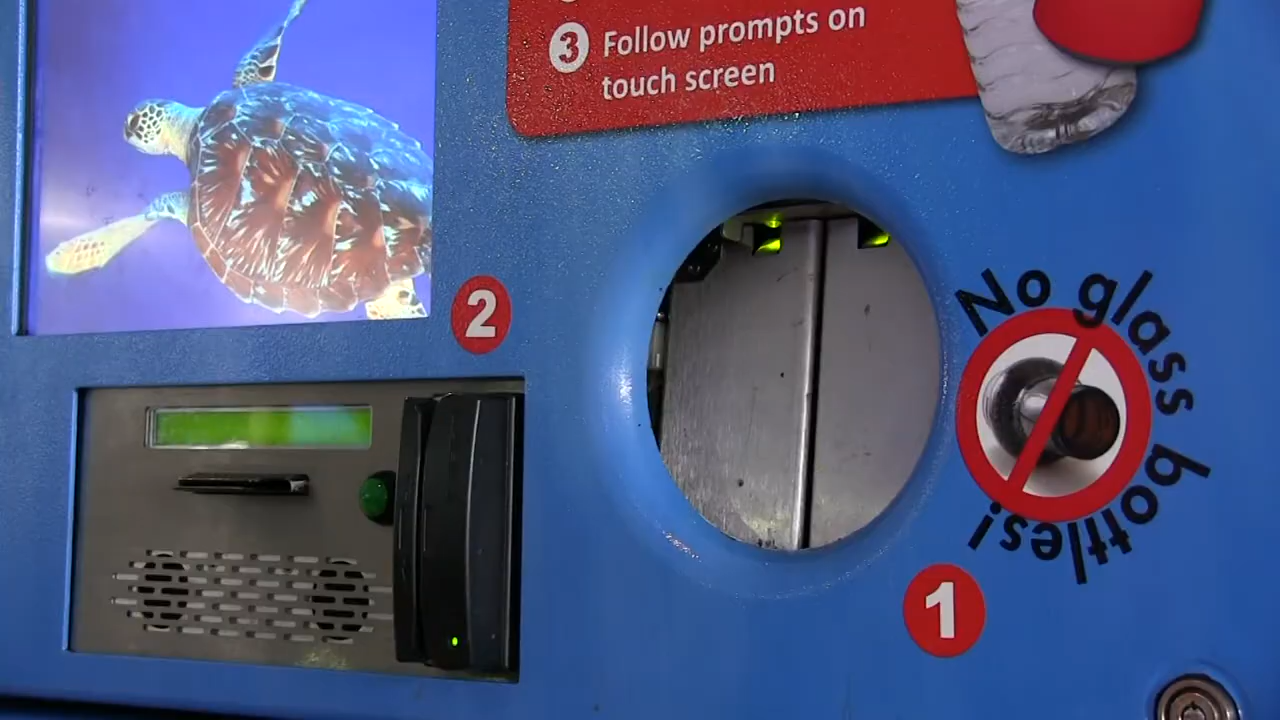 3 Follow prompts on
touch screen
2
No glass bottles!
1